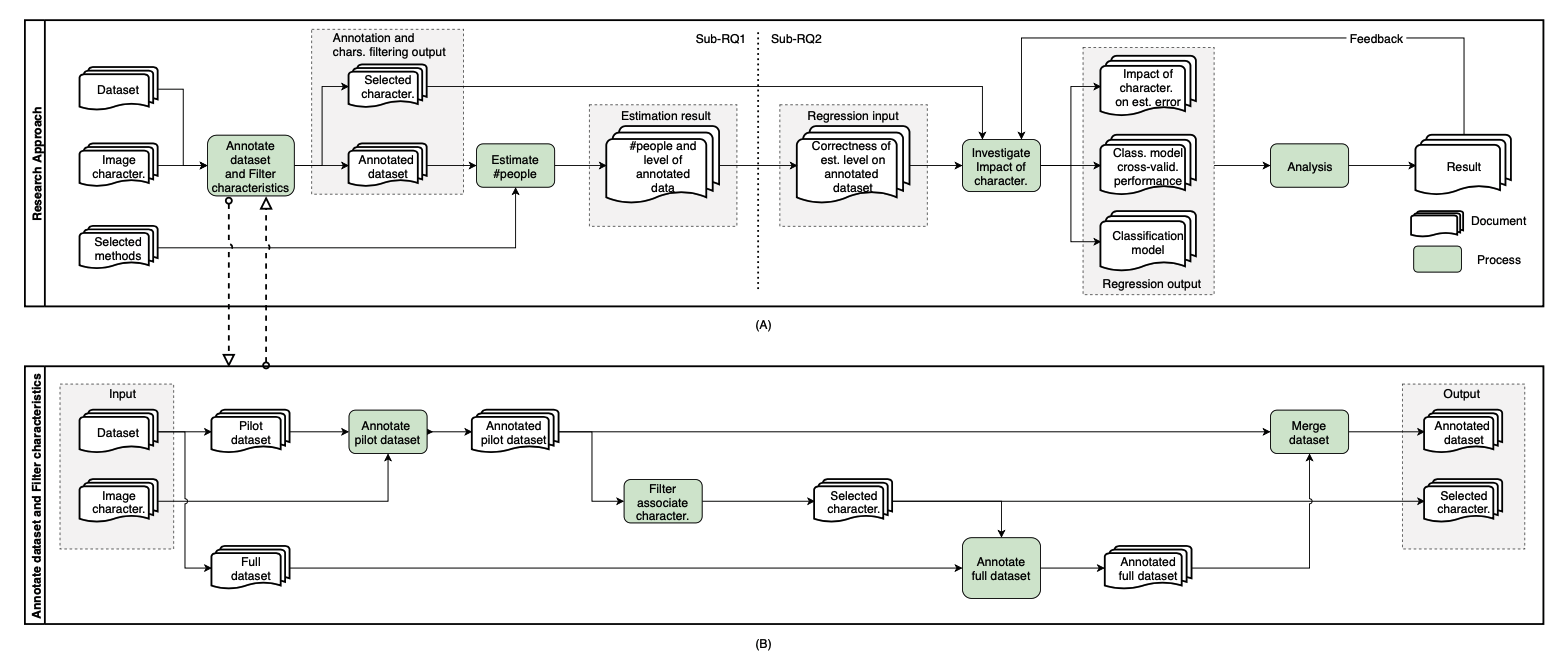 Research Approach
Annotation and
chars. filtering output
Sub-RQ1
Sub-RQ2
Feedback
Dataset
Selected
character.
Impact of
character.
on est. error
Estimation result
Regression input
Image
character.
Annotate
dataset
and Filter
characteristics
Annotated
dataset
Estimate
#people
#people and
level of
annotated
data
Correctness of
est. level on
annotated
dataset
Investigate
Impact of
character.
Class. model
cross-valid.
performance
Analysis
Result
Selected
methods
Classification
model
Document
Process
Regression output
(A)
Annotate dataset and Filter characteristics
Input
Output
Dataset
Pilot
dataset
Annotate
pilot dataset
Annotated
pilot dataset
Merge
dataset
Annotated
dataset
Image
character.
Filter
associate
character.
Selected
character.
Selected
character.
Full
dataset
Annotate
full dataset
Annotated
full dataset
(B)